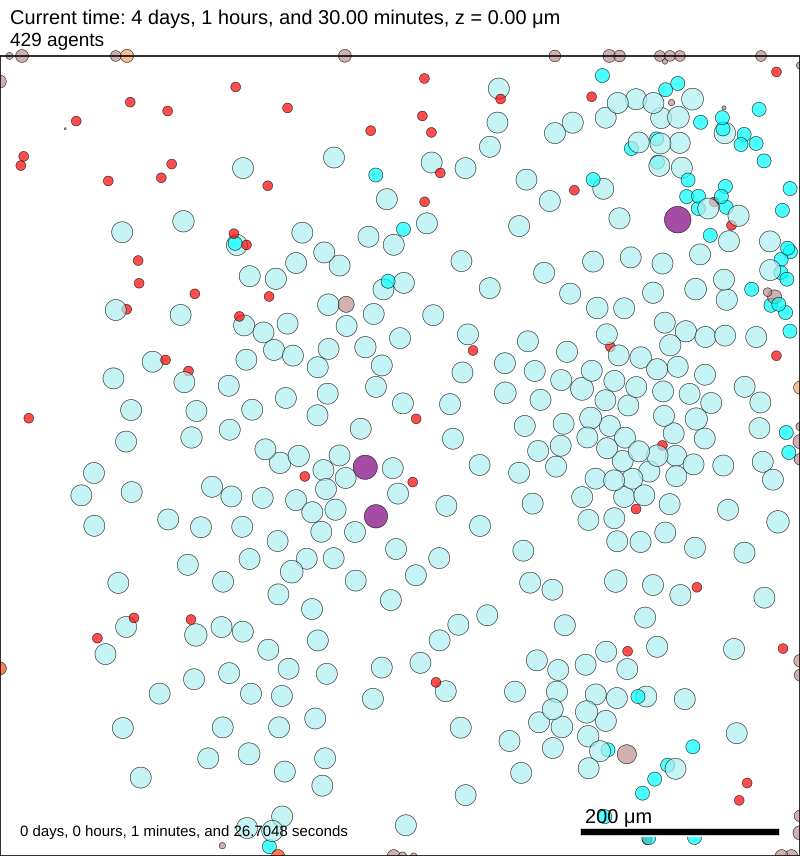 Current time: 4 days, 1 hours, and 30.00 minutes, z = 0.00 μm
429 agents
200 μm
0 days, 0 hours, 1 minutes, and 26.7048 seconds